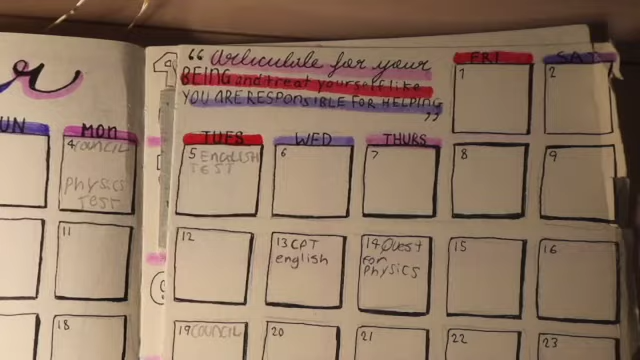 “ articulate for your
BEING and treat yourself like
YOU ARE RESPONSIBLE FOR HELPING ”
FRI SAT
1 2
UN MON TUES WED THURS
4 COUNCIL
Physics
TEST
5 ENGLISH
TEST
6 7 8 9
11 12
13 CPT
english
14 Quest
for
Physics
15 16
18 19 COUNCIL 20 21 22 23